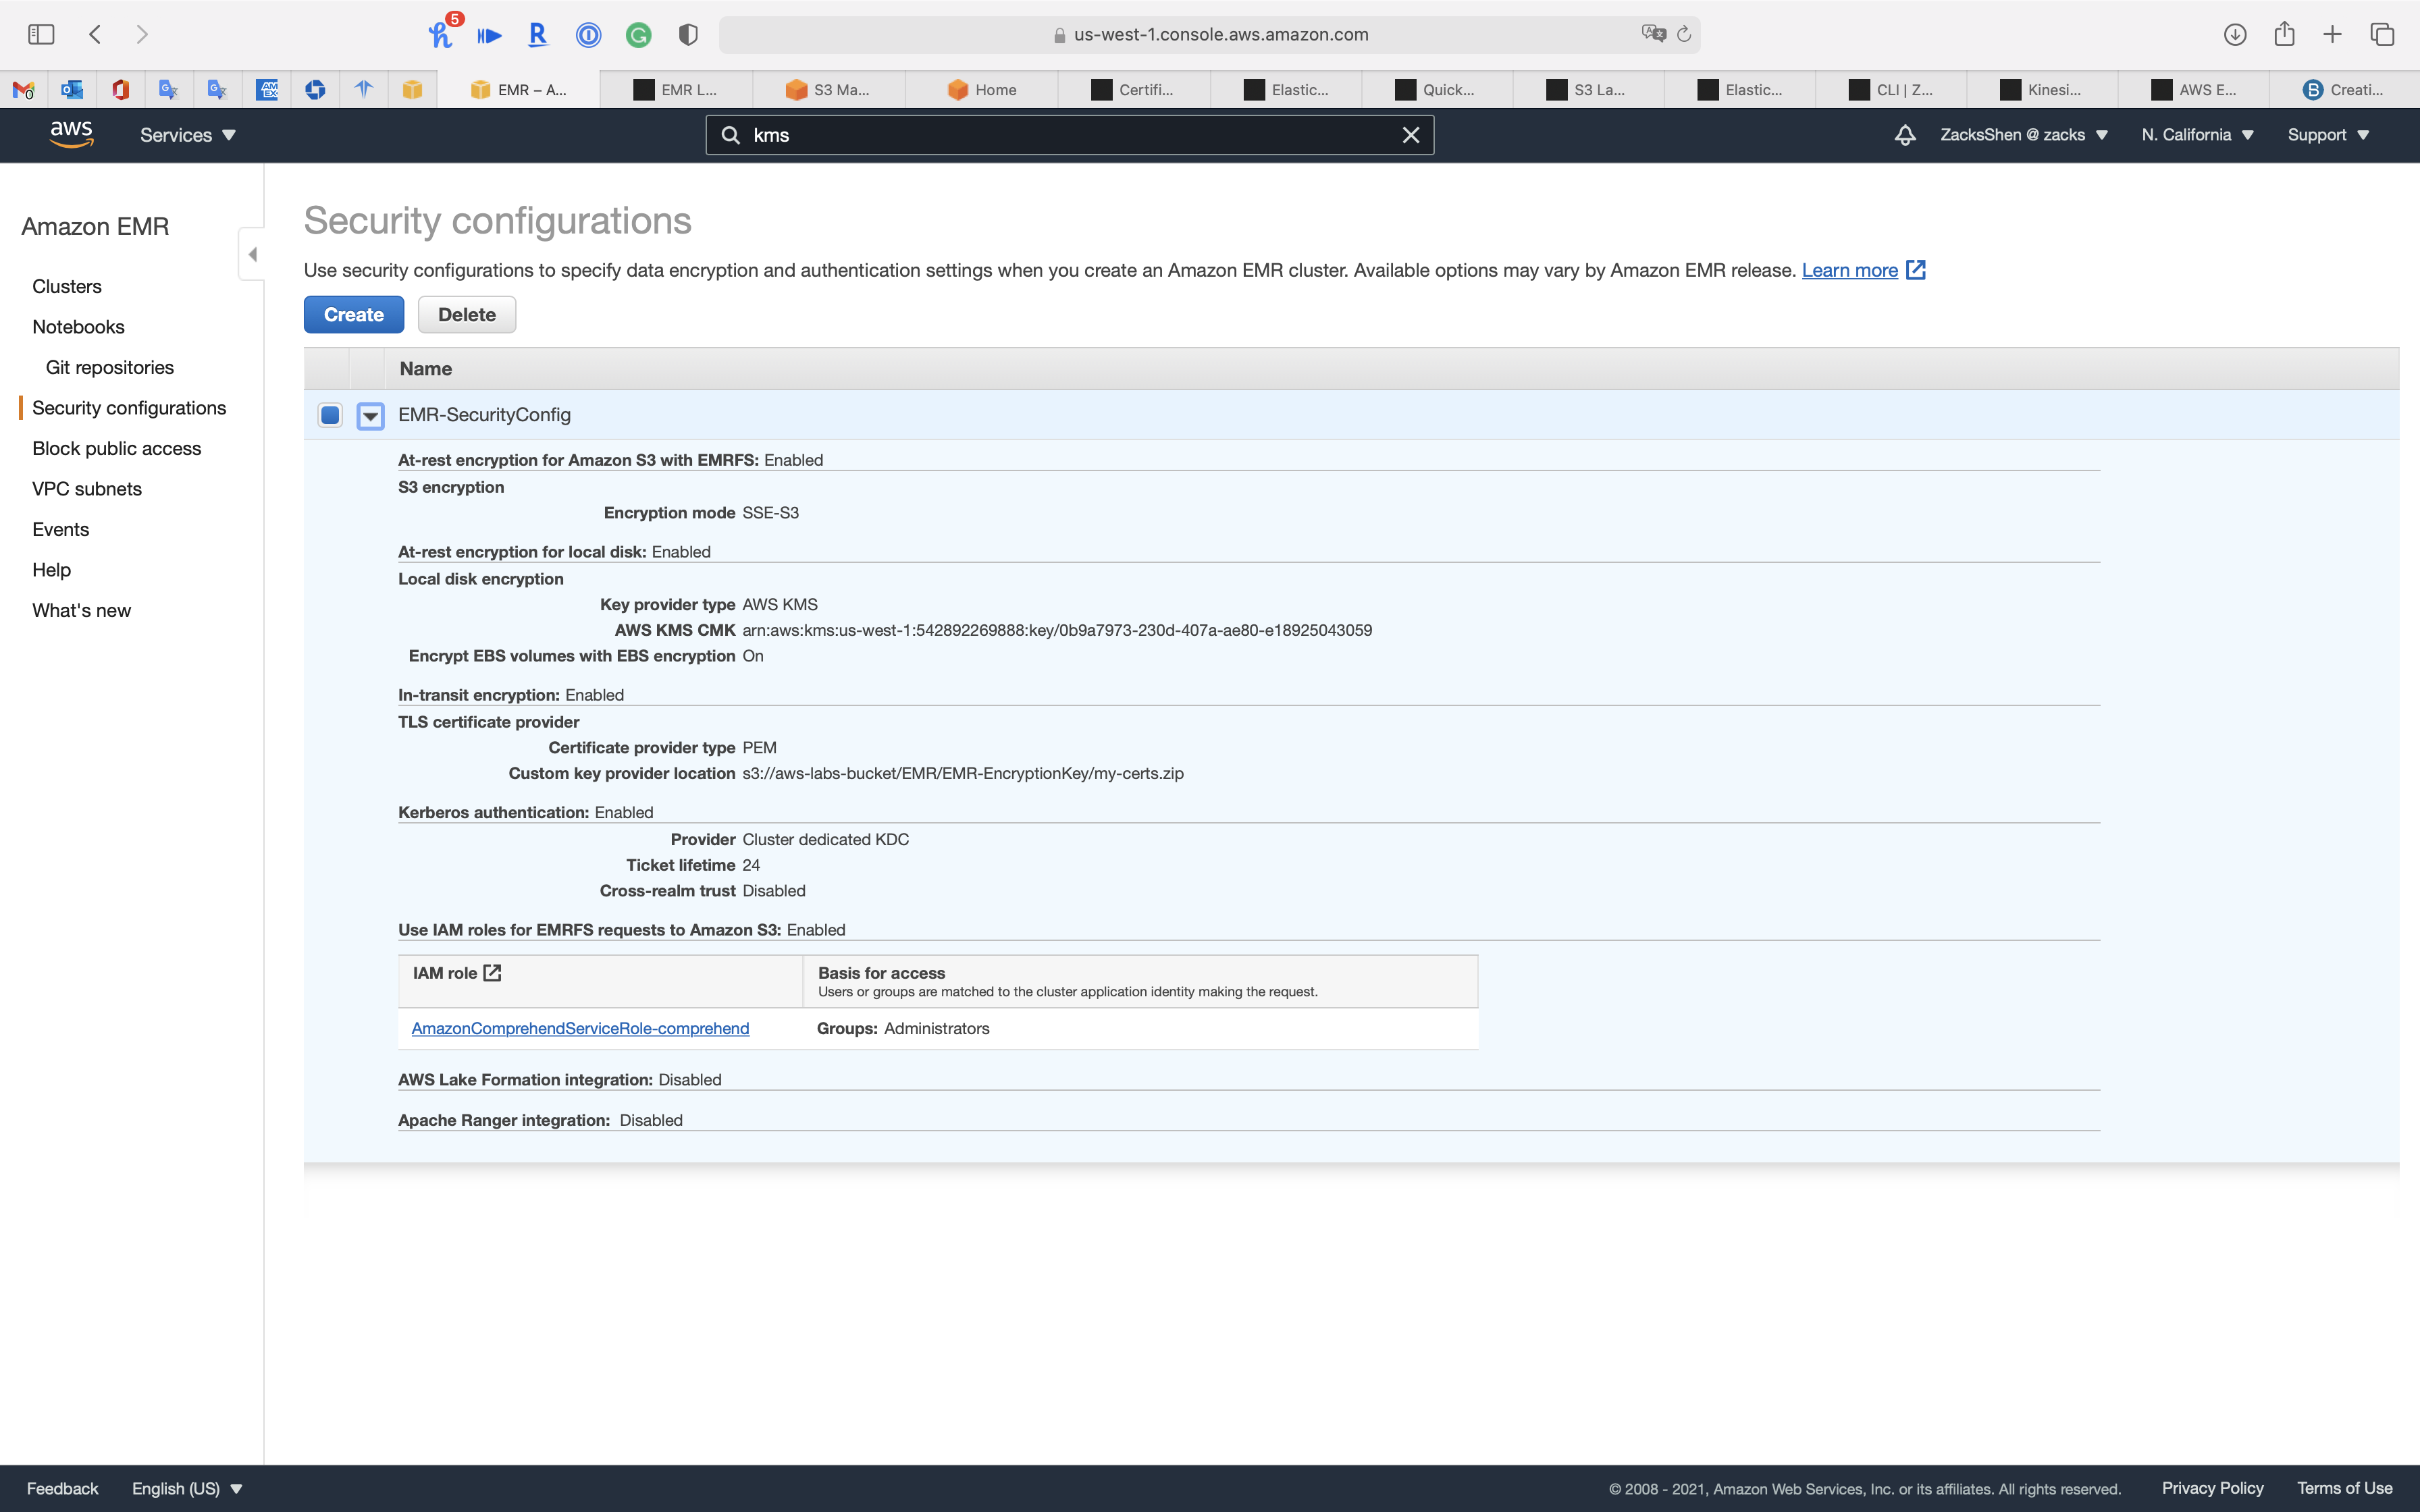 5
us-west-1.console.aws.amazon.com
EMR – A...
EMR L...
S3 Ma...
Home
Certifi...
Elastic...
Quick...
S3 La...
Elastic...
CLI | Z...
Kinesi...
AWS E...
B Creati...
aws
Services
kms
ZacksShen @ zacks
N. California
Support
Amazon EMR
Clusters
Notebooks
Git repositories
Security configurations
Block public access
VPC subnets
Events
Help
What's new
Security configurations
Use security configurations to specify data encryption and authentication settings when you create an Amazon EMR cluster. Available options may vary by Amazon EMR release. Learn more
Create
Delete
Name
EMR-SecurityConfig
At-rest encryption for Amazon S3 with EMRFS: Enabled
S3 encryption
Encryption mode SSE-S3
At-rest encryption for local disk: Enabled
Local disk encryption
Key provider type AWS KMS
AWS KMS CMK arn:aws:kms:us-west-1:542892269888:key/0b9a7973-230d-407a-ae80-e18925043059
Encrypt EBS volumes with EBS encryption On
In-transit encryption: Enabled
TLS certificate provider
Certificate provider type PEM
Custom key provider location s3://aws-labs-bucket/EMR/EMR-EncryptionKey/my-certs.zip
Kerberos authentication: Enabled
Provider Cluster dedicated KDC
Ticket lifetime 24
Cross-realm trust Disabled
Use IAM roles for EMRFS requests to Amazon S3: Enabled
IAM role
Basis for access
Users or groups are matched to the cluster application identity making the request.
AmazonComprehendServiceRole-comprehend
Groups: Administrators
AWS Lake Formation integration: Disabled
Apache Ranger integration: Disabled
Feedback
English (US)
© 2008 - 2021, Amazon Web Services, Inc. or its affiliates. All rights reserved.
Privacy Policy
Terms of Use